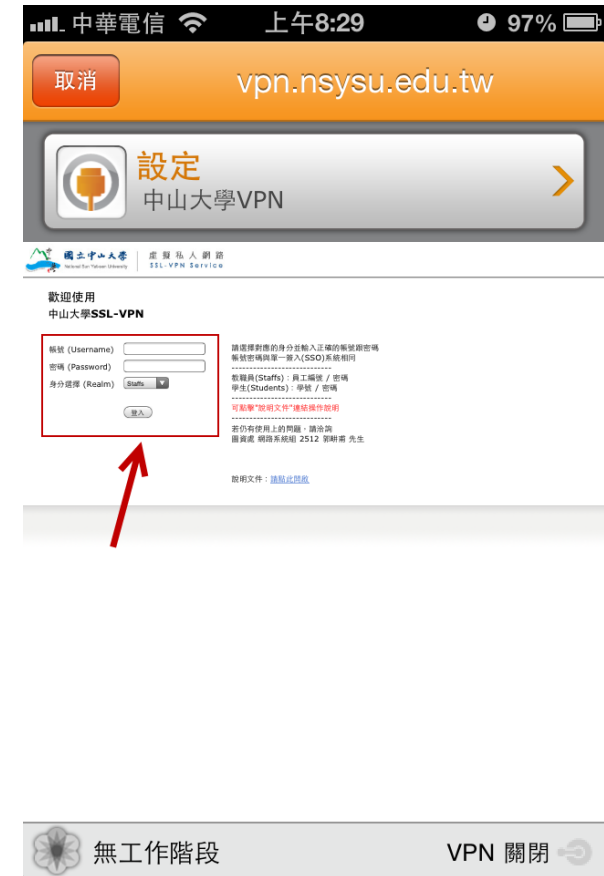 中華電信 上午8:29 97%
取消 vpn.nsysu.edu.tw
設定
中山大學VPN
國立中山大學 虛擬私人網路
National Sun Yat-sen University SSL-VPN Service
歡迎使用
中山大學SSL-VPN
帳號 (Username)
密碼 (Password)
身分選擇 (Realm) Staffs
登入
請選擇對應的身分並輸入正確的帳號跟密碼
帳號密碼與單一簽入(SSO)系統相同
----------------------------
教職員(Staffs)：員工編號 / 密碼
學生(Students)：學號 / 密碼
----------------------------
可點擊"說明文件"連結操作說明
----------------------------
若仍有使用上的問題，請洽詢
圖資處 網路系統組 2512 郭耕甫 先生
說明文件：請點此開啟
無工作階段 VPN 關閉